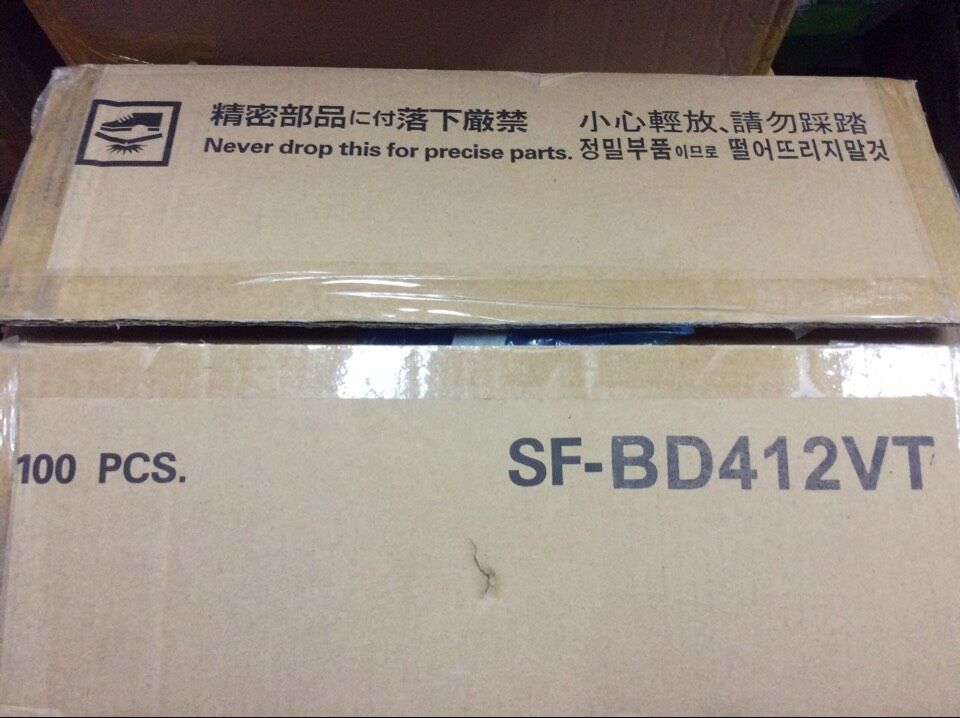 精密部品に付落下厳禁 小心輕放、請勿踩踏
Never drop this for precise parts. 정밀부품이므로 떨어뜨리지말것
100 PCS. SF-BD412VT